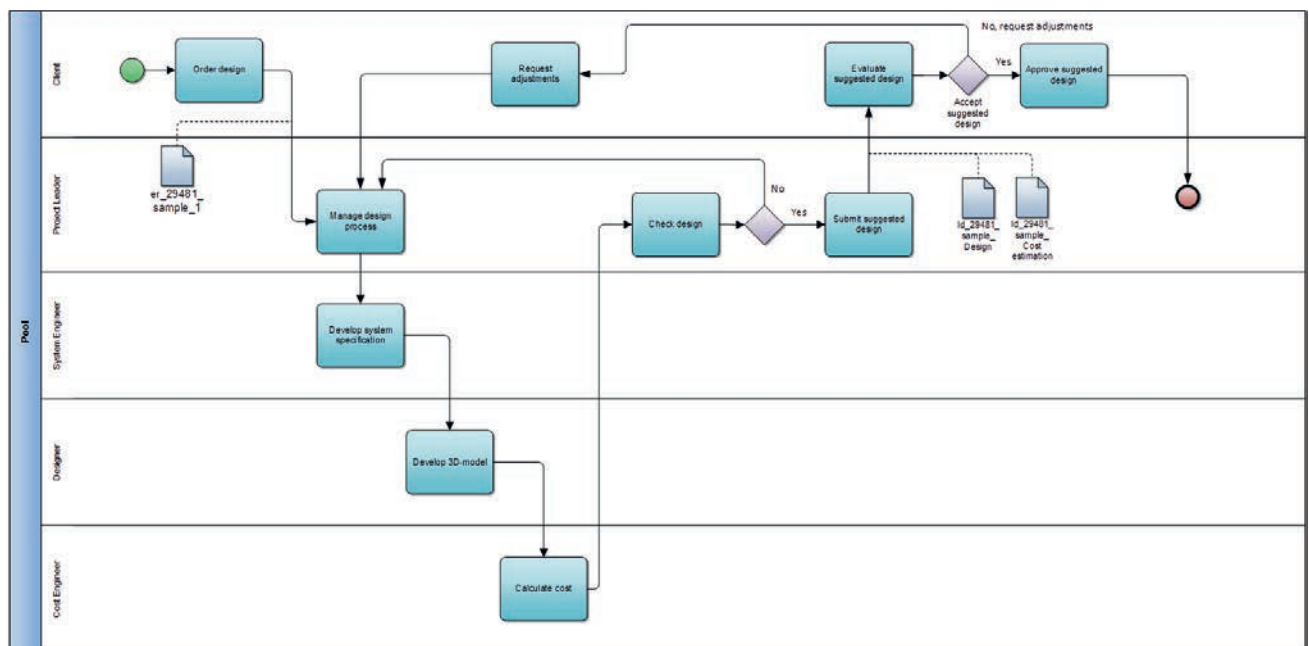 Pool
Client
Order design
Request
adjustments
Evaluate
suggested design
No, request adjustments
Yes
Accept
suggested
design
Approve suggested
design
Project Leader
er_29481_
sample_1
Manage design
process
Check design
No
Yes
Submit suggested
design
Id_29481_
sample_
Design
Id_29481_
sample_
Cost
estimation
System Engineer
Develop system
specification
Designer
Develop 3D-model
Cost Engineer
Calculate cost